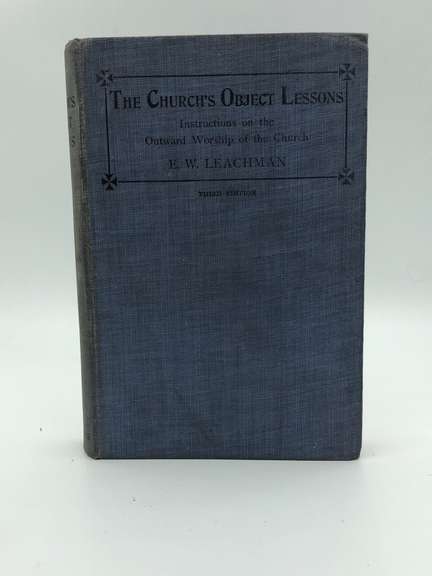 THE CHURCH'S OBJECT LESSONS
Instructions on the
Outward Worship of the Church
E. W. LEACHMAN
THIRD EDITION